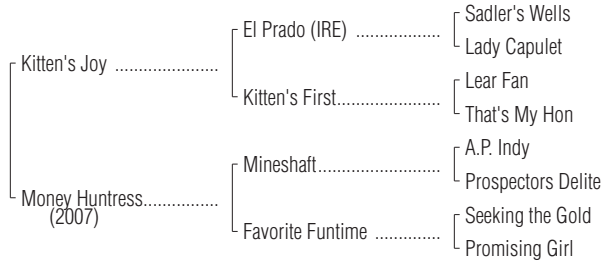 Sadler's Wells
El Prado (IRE) ..................
Lady Capulet
Kitten's Joy ......................
Lear Fan
Kitten's First......................
That's My Hon
A.P. Indy
Mineshaft..........................
Prospectors Delite
Money Huntress................
(2007)
Seeking the Gold
Favorite Funtime ..............
Promising Girl